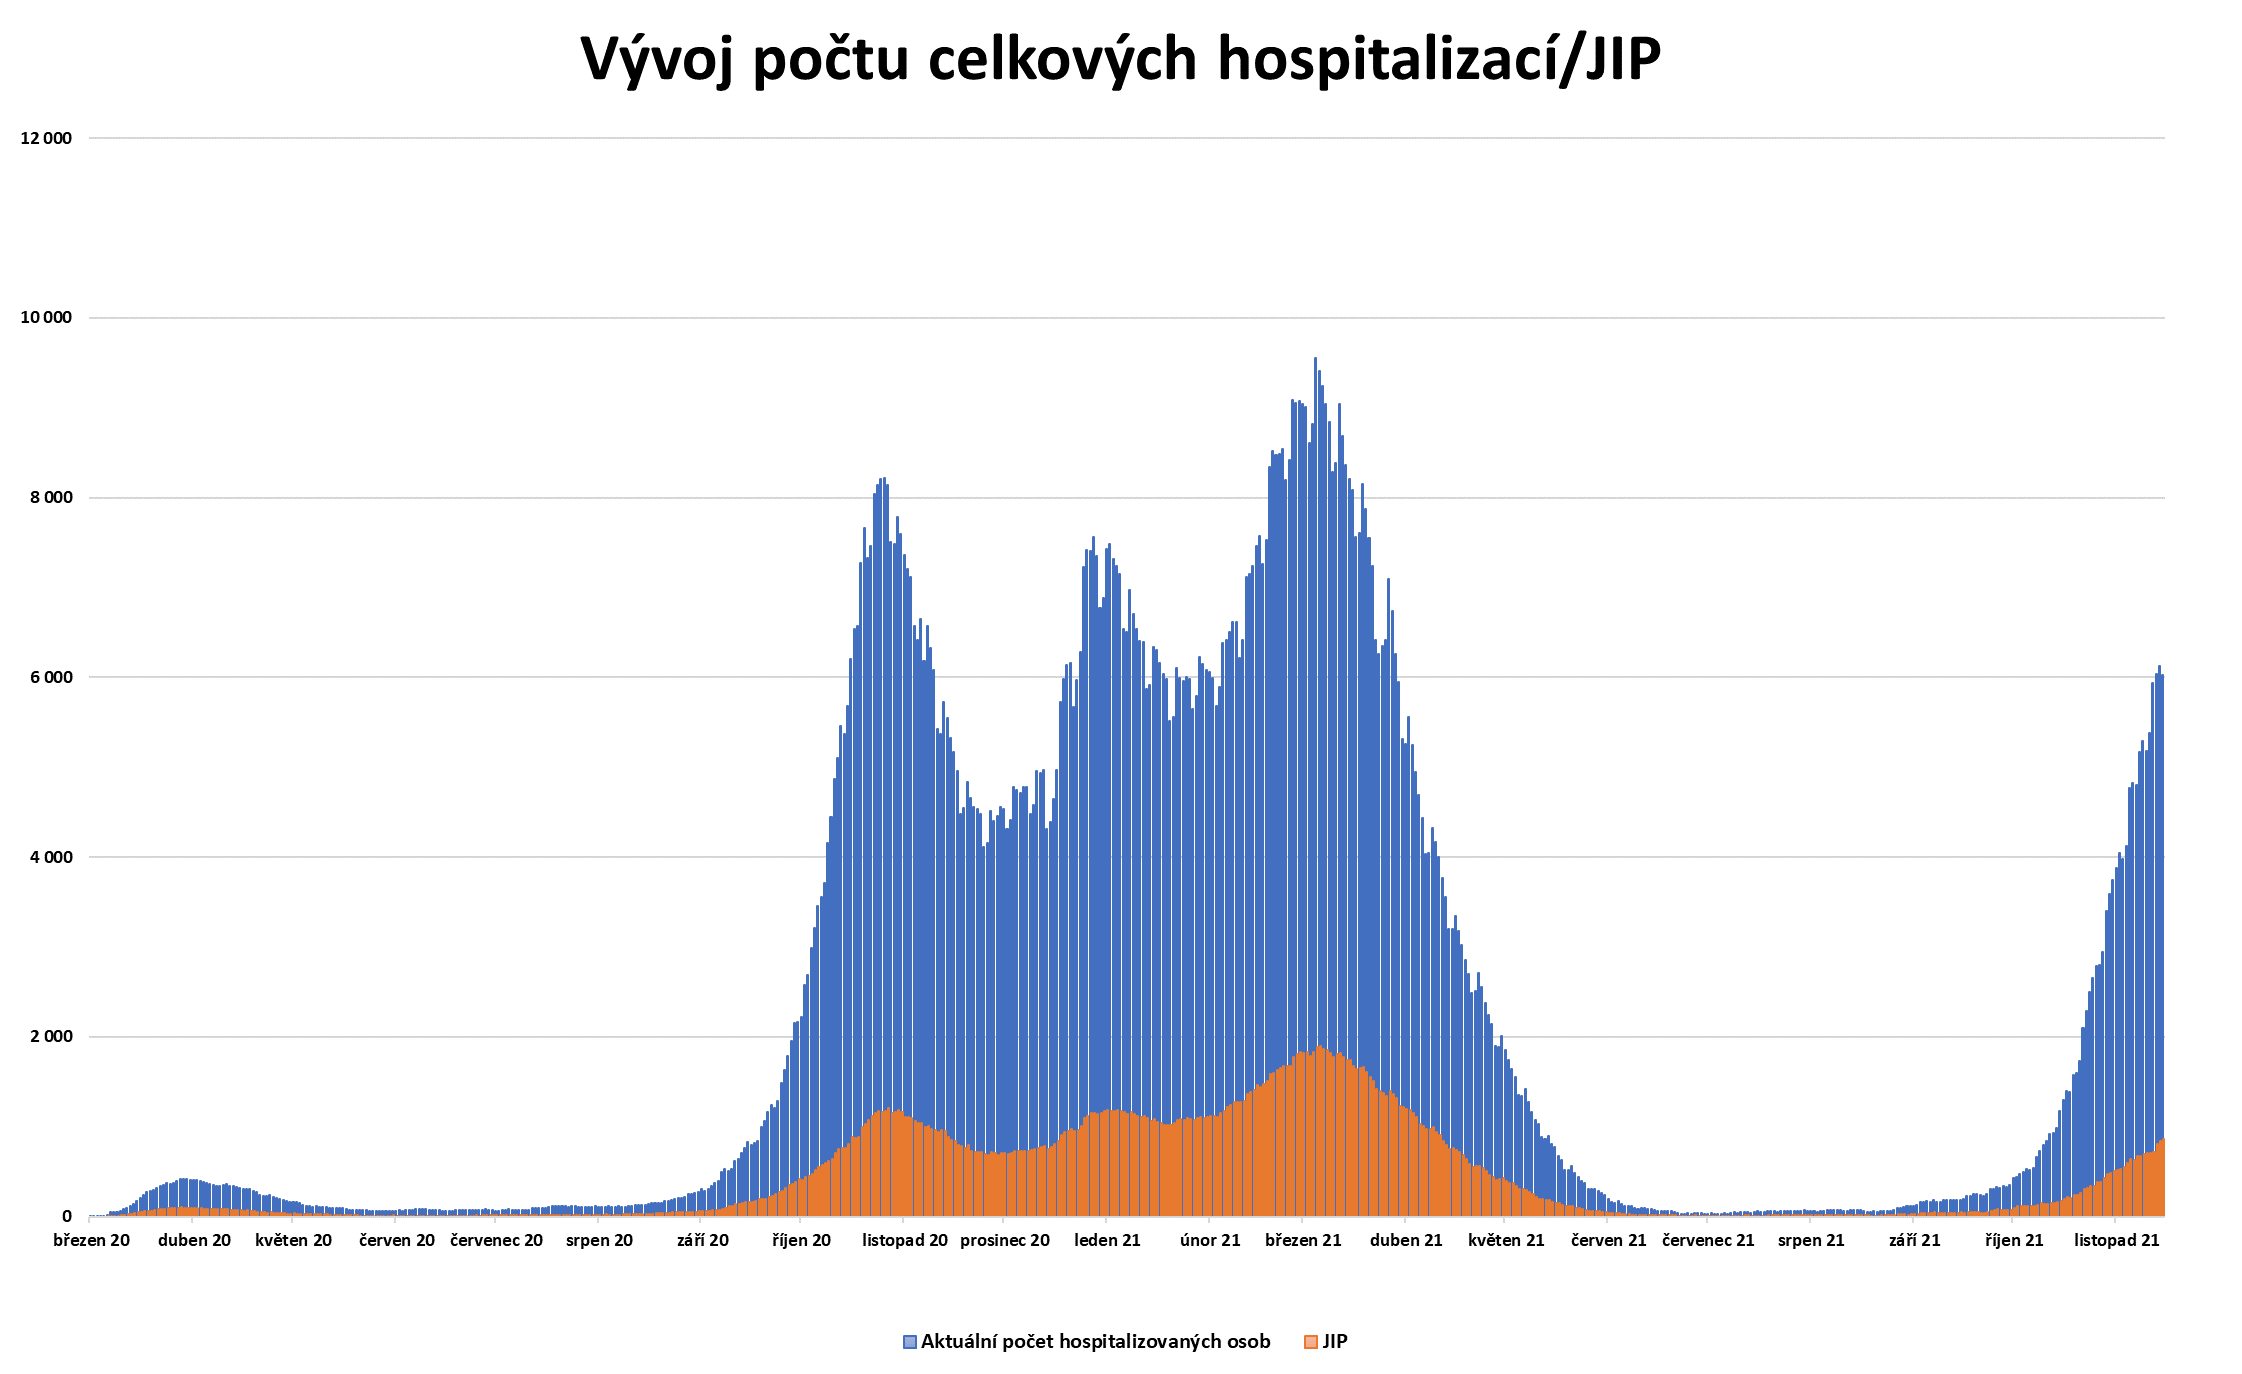 Vývoj počtu celkových hospitalizací/JIP
12 000
10 000
8 000
6 000
4 000
2 000
0
březen 20 duben 20 květen 20 červen 20 červenec 20 srpen 20 září 20 říjen 20 listopad 20 prosinec 20 leden 21 únor 21 březen 21 duben 21 květen 21 červen 21 červenec 21 srpen 21 září 21 říjen 21 listopad 21
Aktuální počet hospitalizovaných osob JIP